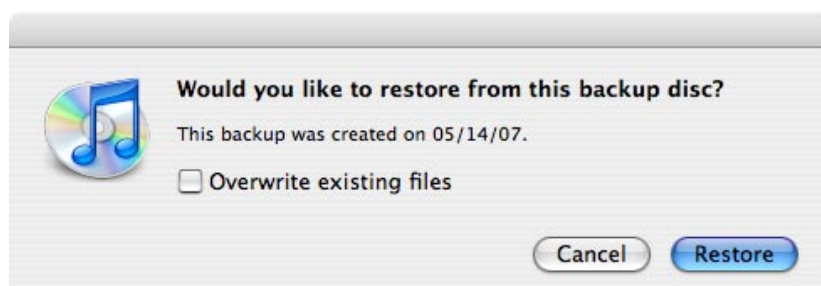 Would you like to restore from this backup disc?
This backup was created on 05/14/07.
Overwrite existing files
Cancel Restore